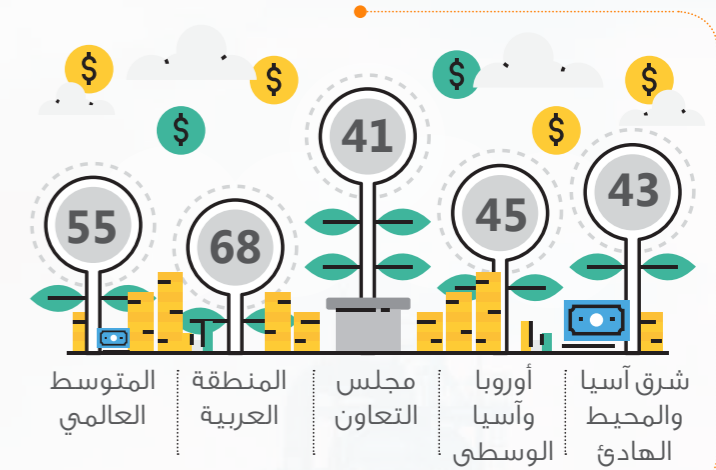 43
شرق آسيا
والمحيط
الهادئ
45
أوروبا
وآسيا
الوسطى
41
مجلس
التعاون
68
المنطقة
العربية
55
المتوسط
العالمي